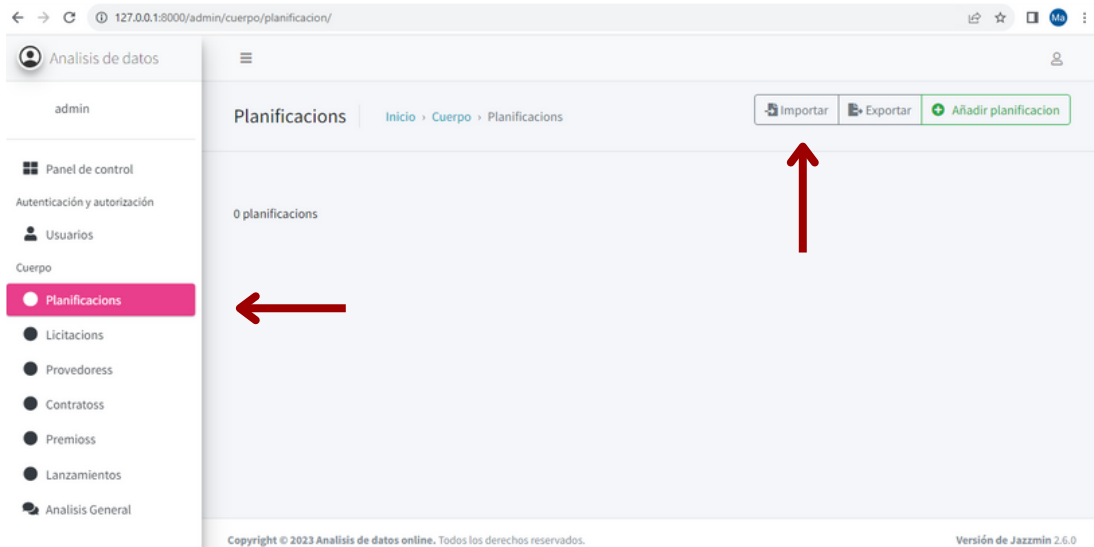 127.0.0.1:8000/admin/cuerpo/planificacion/
Ma
Analisis de datos
admin
Planificacions
Inicio › Cuerpo › Planificacions
Importar
Exportar
Añadir planificacion
Panel de control
Autenticación y autorización
Usuarios
Cuerpo
Planificacions
Licitacions
Provedoress
Contratoss
Premioss
Lanzamientos
Analisis General
0 planificacions
Copyright © 2023 Analisis de datos online. Todos los derechos reservados.
Versión de Jazzmin 2.6.0